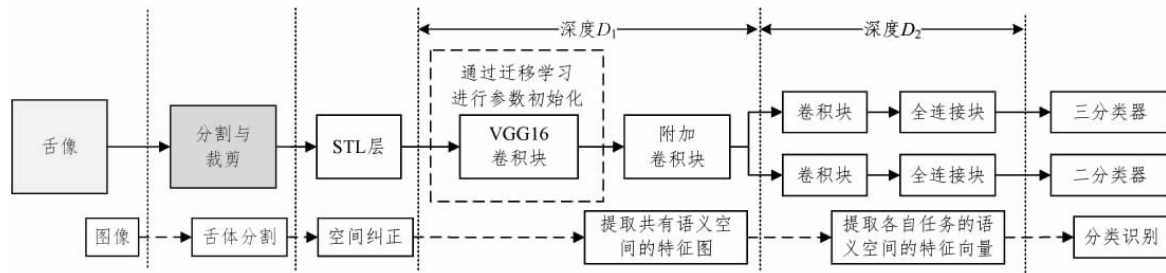 深度D1
深度D2
通过迁移学习
进行参数初始化
舌像
分割与
裁剪
STL层
VGG16
卷积块
附加
卷积块
卷积块
全连接块
三分类器
卷积块
全连接块
二分类器
图像
舌体分割
空间纠正
提取共有语义空
间的特征图
提取各自任务的语
义空间的特征向量
分类识别